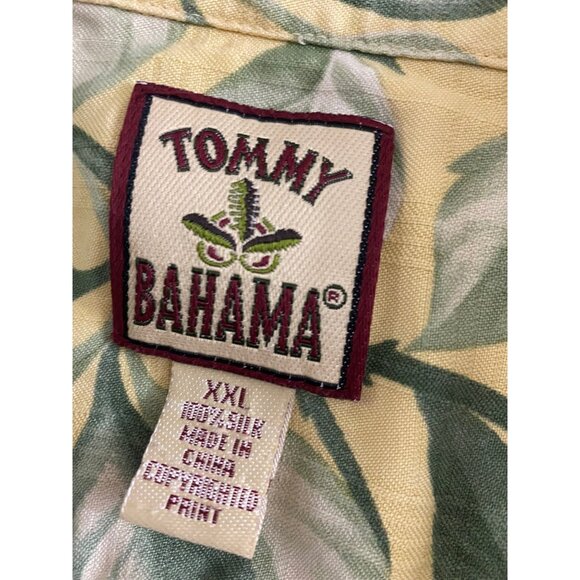 TOMMY
BAHAMA®
XXL
100% SILK
MADE IN
CHINA
COPYRIGHTED
PRINT